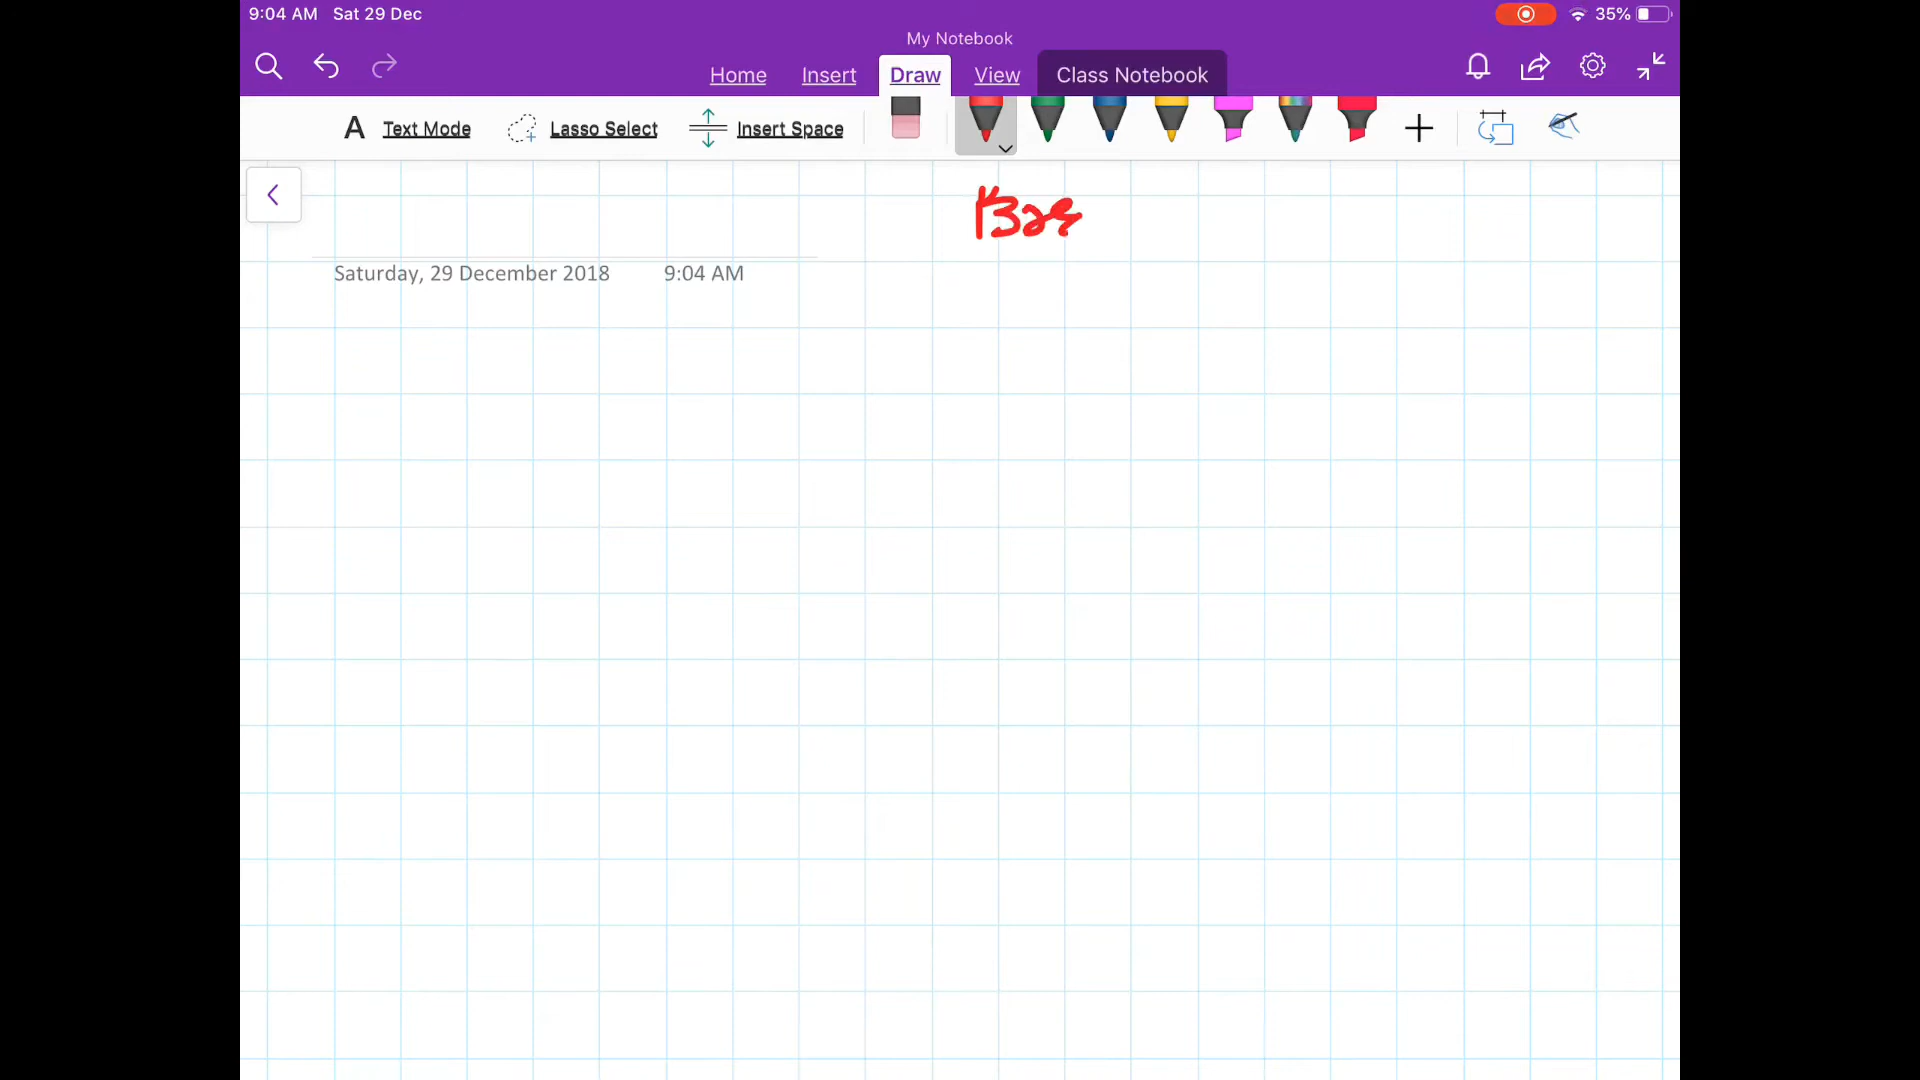 9:04 AM Sat 29 Dec 35%
My Notebook
Home Insert Draw View Class Notebook
A Text Mode Lasso Select Insert Space
Bas
Saturday, 29 December 2018 9:04 AM